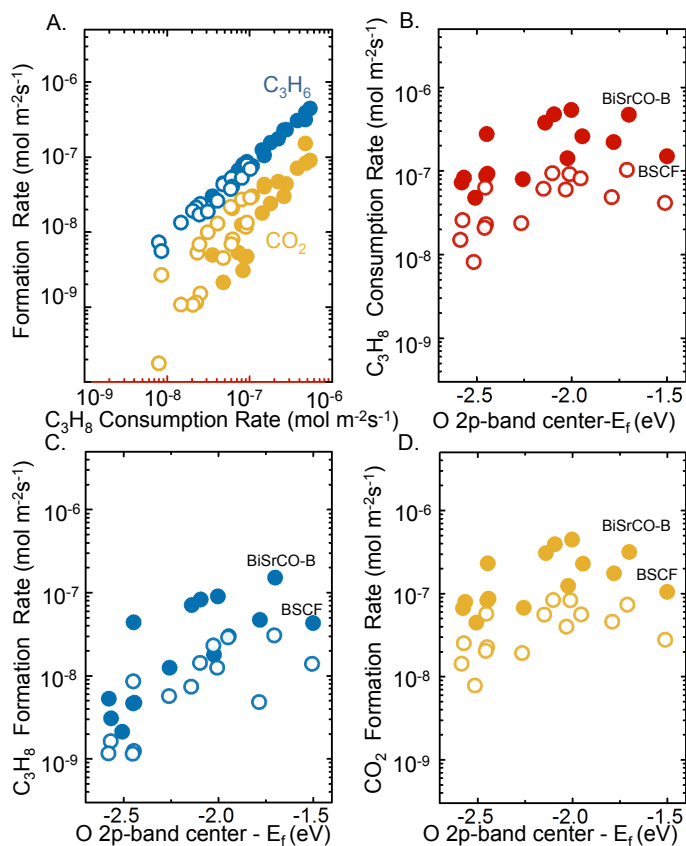 A.
Formation Rate (mol m⁻²s⁻¹)
10⁻⁶
10⁻⁷
10⁻⁸
10⁻⁹
C₃H₆
CO₂
10⁻⁹ 10⁻⁸ 10⁻⁷ 10⁻⁶
C₃H₈ Consumption Rate (mol m⁻²s⁻¹)
B.
C₃H₈ Consumption Rate (mol m⁻²s⁻¹)
10⁻⁶
10⁻⁷
10⁻⁸
10⁻⁹
BiSrCO-B
BSCF
-2.5 -2.0 -1.5
O 2p-band center-E_f (eV)
C.
C₃H₈ Formation Rate (mol m⁻²s⁻¹)
10⁻⁶
10⁻⁷
10⁻⁸
10⁻⁹
BiSrCO-B
BSCF
-2.5 -2.0 -1.5
O 2p-band center - E_f (eV)
D.
CO₂ Formation Rate (mol m⁻²s⁻¹)
10⁻⁶
10⁻⁷
10⁻⁸
10⁻⁹
BiSrCO-B
BSCF
-2.5 -2.0 -1.5
O 2p-band center - E_f (eV)